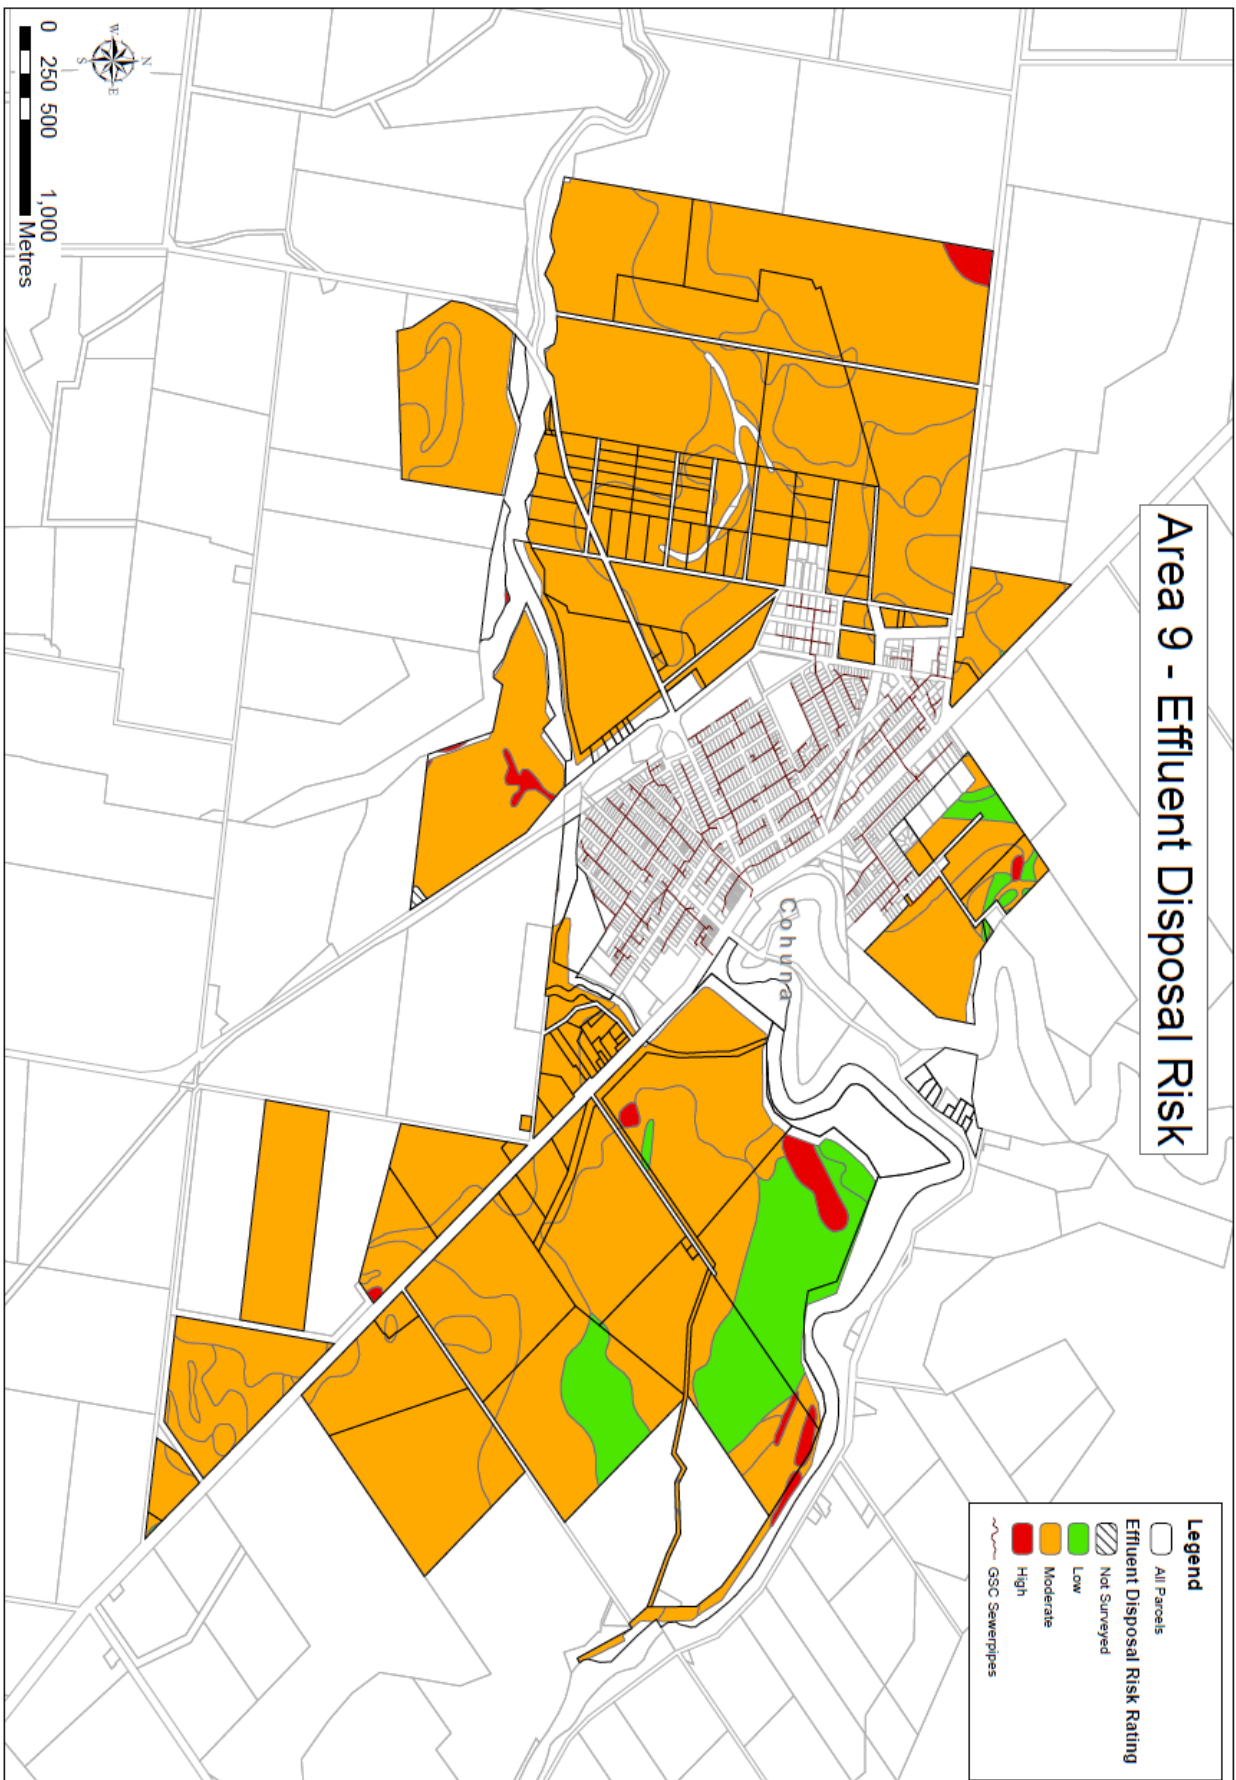 Area 9 - Effluent Disposal Risk
Legend
All Parcels
Effluent Disposal Risk Rating
Not Surveyed
Low
Moderate
High
GSC Sewerpipes
Cohuna
N
W
E
S
0 250 500 1,000
Metres